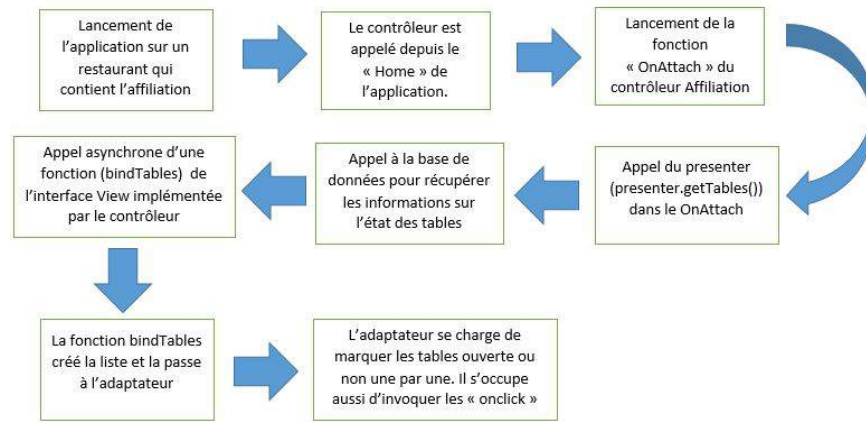 Lancement de
l'application sur un
restaurant qui
contient l'affiliation
Le contrôleur est
appelé depuis le
« Home » de
l'application.
Lancement de la
fonction
« OnAttach » du
contrôleur Affiliation
Appel du presenter
(presenter.getTables())
dans le OnAttach
Appel à la base de
données pour récupérer
les informations sur
l'état des tables
Appel asynchrone d'une
fonction (bindTables) de
l'interface View implémentée
par le contrôleur
La fonction bindTables
créé la liste et la passe
à l'adaptateur
L'adaptateur se charge de
marquer les tables ouverte ou
non une par une. Il s'occupe
aussi d'invoquer les « onclick »